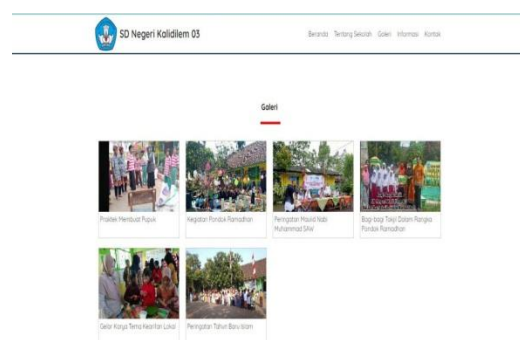 SD Negeri Kalidilem 03
Beranda Tentang Sekolah Galeri Informasi Kontak
Galeri
Praktek Membuat Pupuk
Kegiatan Pondok Ramadhan
Peringatan Maulid Nabi
Muhammad SAW
Bagi-bagi Takjil Dalam Rangka
Pondok Ramadhan
Gelar Karya Tema Kearifan Lokal
Peringatan Tahun Baru Islam